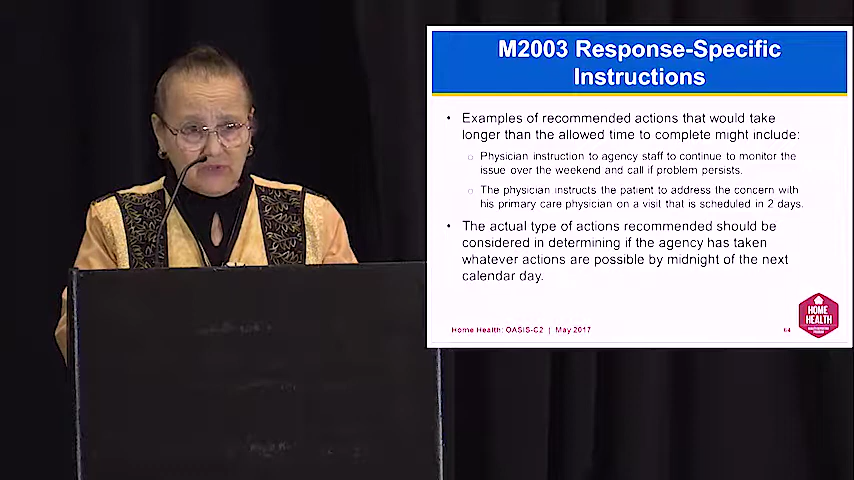 M2003 Response-Specific
Instructions
• Examples of recommended actions that would take
longer than the allowed time to complete might include:
o Physician instruction to agency staff to continue to monitor the
issue over the weekend and call if problem persists.
o The physician instructs the patient to address the concern with
his primary care physician on a visit that is scheduled in 2 days.
• The actual type of actions recommended should be
considered in determining if the agency has taken
whatever actions are possible by midnight of the next
calendar day.
HOME
HEALTH
Home Health: OASIS-C2 | May 2017
64